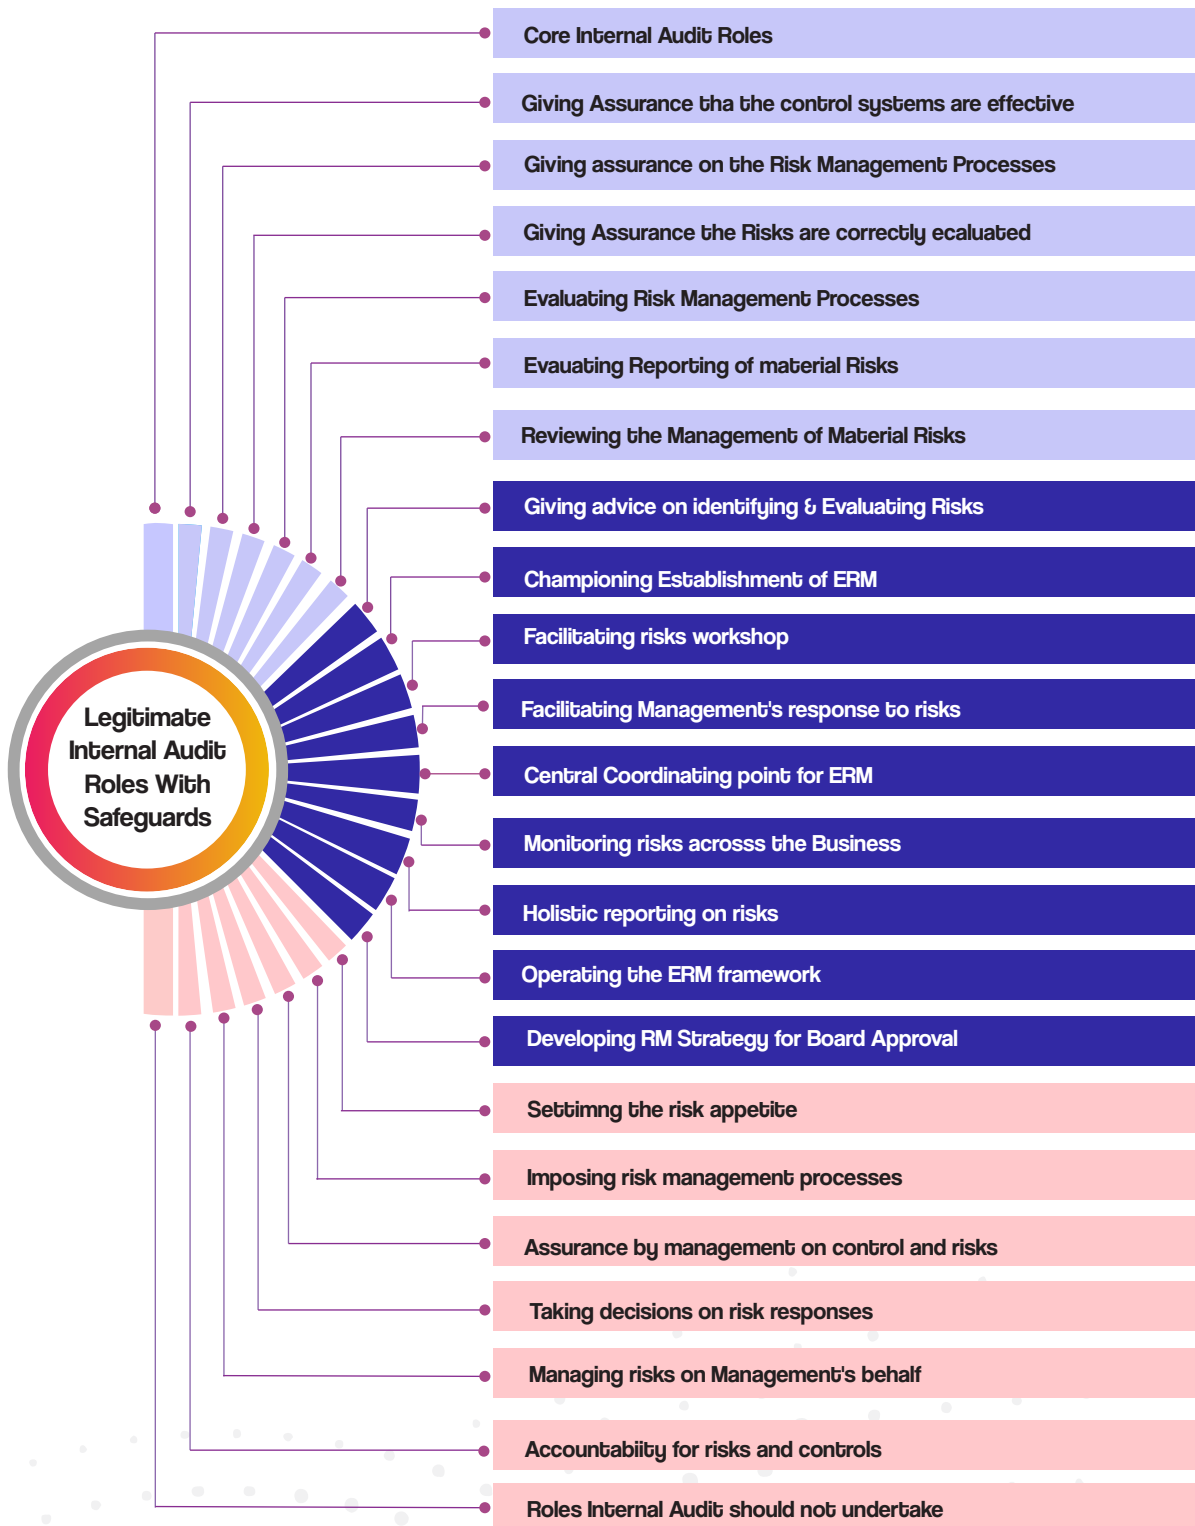 Core Internal Audit Roles
Giving Assurance tha the control systems are effective
Giving assurance on the Risk Management Processes
Giving Assurance the Risks are correctly ecaluated
Evaluating Risk Management Processes
Evauating Reporting of material Risks
Reviewing the Management of Material Risks
Giving advice on identifying & Evaluating Risks
Championing Establishment of ERM
Facilitating risks workshop
Facilitating Management's response to risks
Central Coordinating point for ERM
Monitoring risks acrosss the Business
Holistic reporting on risks
Operating the ERM framework
Developing RM Strategy for Board Approval
Settimng the risk appetite
Imposing risk management processes
Assurance by management on control and risks
Taking decisions on risk responses
Managing risks on Management's behalf
Accountabiity for risks and controls
Roles Internal Audit should not undertake
Legitimate
Internal Audit
Roles With
Safeguards